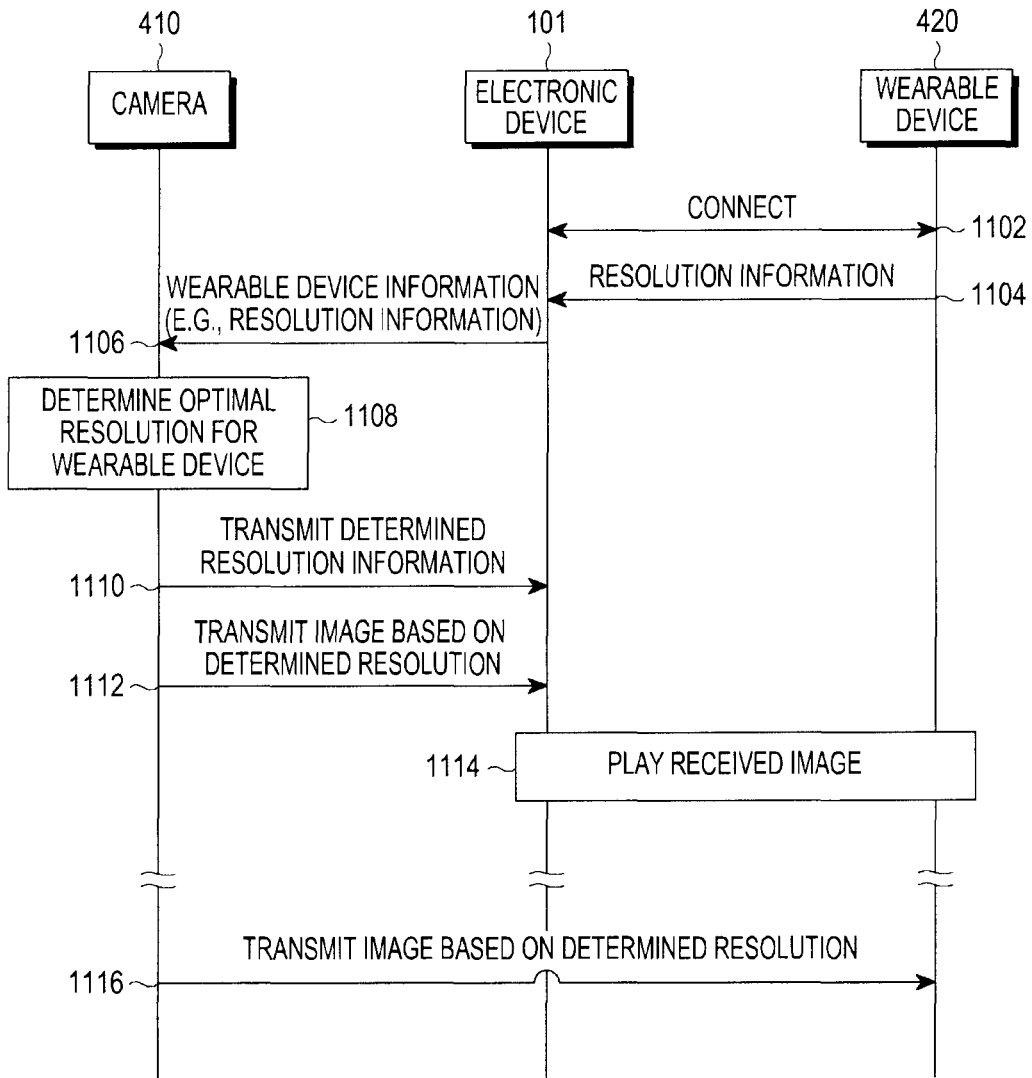 410
101
420
CAMERA
ELECTRONIC
DEVICE
WEARABLE
DEVICE
CONNECT
1102
RESOLUTION INFORMATION
1104
WEARABLE DEVICE INFORMATION
(E.G., RESOLUTION INFORMATION)
1106
DETERMINE OPTIMAL
RESOLUTION FOR
WEARABLE DEVICE
1108
TRANSMIT DETERMINED
RESOLUTION INFORMATION
1110
TRANSMIT IMAGE BASED ON
DETERMINED RESOLUTION
1112
1114
PLAY RECEIVED IMAGE
TRANSMIT IMAGE BASED ON DETERMINED RESOLUTION
1116